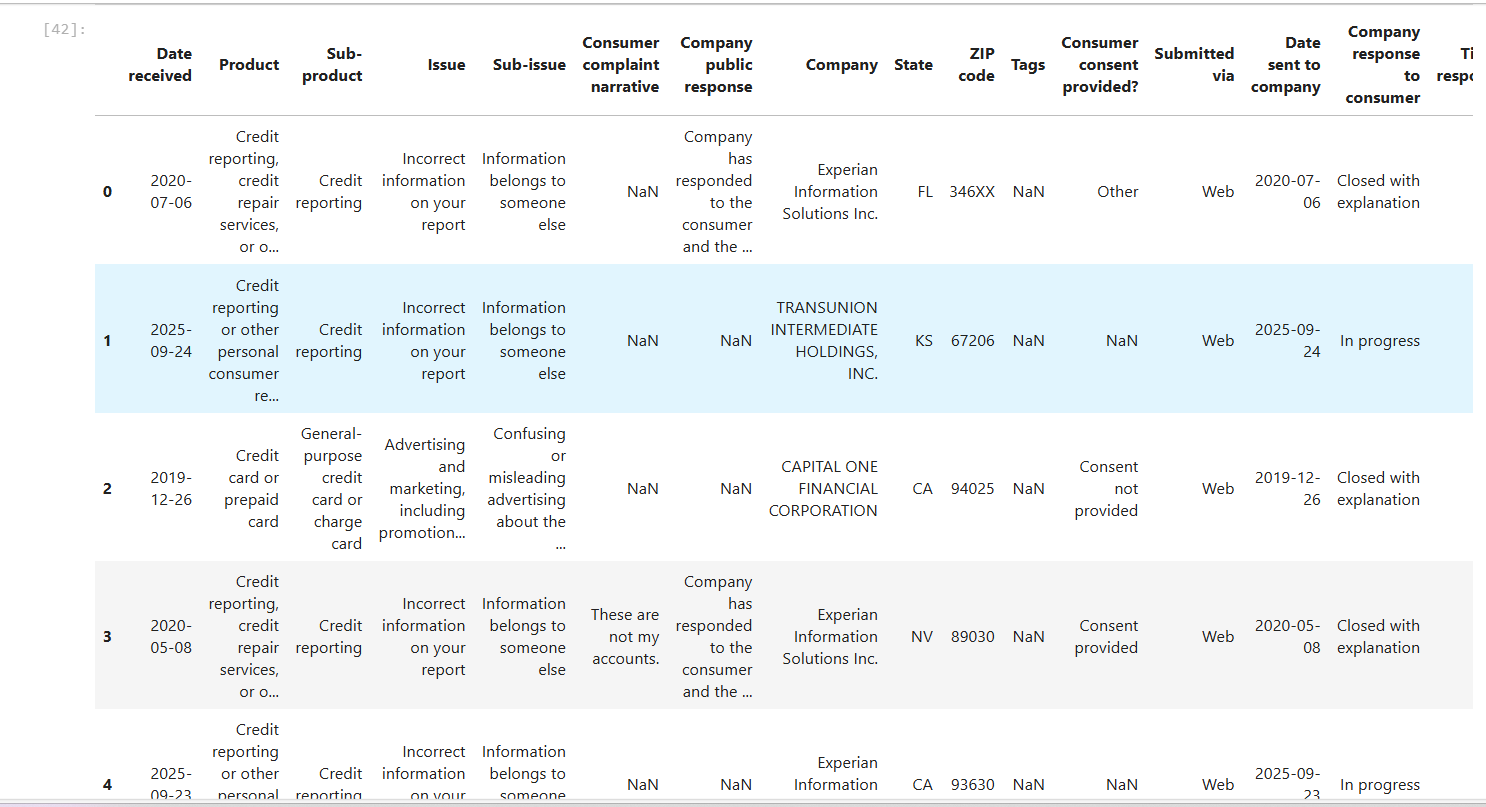 [42]:
Date received Product Sub-product Issue Sub-issue Consumer complaint narrative Company public response Company State ZIP code Tags Consumer consent provided? Submitted via Date sent to company Company response to consumer
0 2020-07-06 Credit reporting, credit repair services, or o... Credit reporting Incorrect information on your report Information belongs to someone else NaN Company has responded to the consumer and the ... Experian Information Solutions Inc. FL 346XX NaN Other Web 2020-07-06 Closed with explanation
1 2025-09-24 Credit reporting or other personal consumer re... Credit reporting Incorrect information on your report Information belongs to someone else NaN NaN TRANSUNION INTERMEDIATE HOLDINGS, INC. KS 67206 NaN NaN Web 2025-09-24 In progress
2 2019-12-26 Credit card or prepaid card General-purpose credit card or charge card Advertising and marketing, including promotion... Confusing or misleading advertising about the ... NaN NaN CAPITAL ONE FINANCIAL CORPORATION CA 94025 NaN Consent not provided Web 2019-12-26 Closed with explanation
3 2020-05-08 Credit reporting, credit repair services, or o... Credit reporting Incorrect information on your report Information belongs to someone else These are not my accounts. Company has responded to the consumer and the ... Experian Information Solutions Inc. NV 89030 NaN Consent provided Web 2020-05-08 Closed with explanation
4 2025-09-23 Credit reporting or other personal Credit reporting Incorrect information on your Information belongs to someone NaN NaN Experian Information CA 93630 NaN NaN Web 2025-09-23 In progress